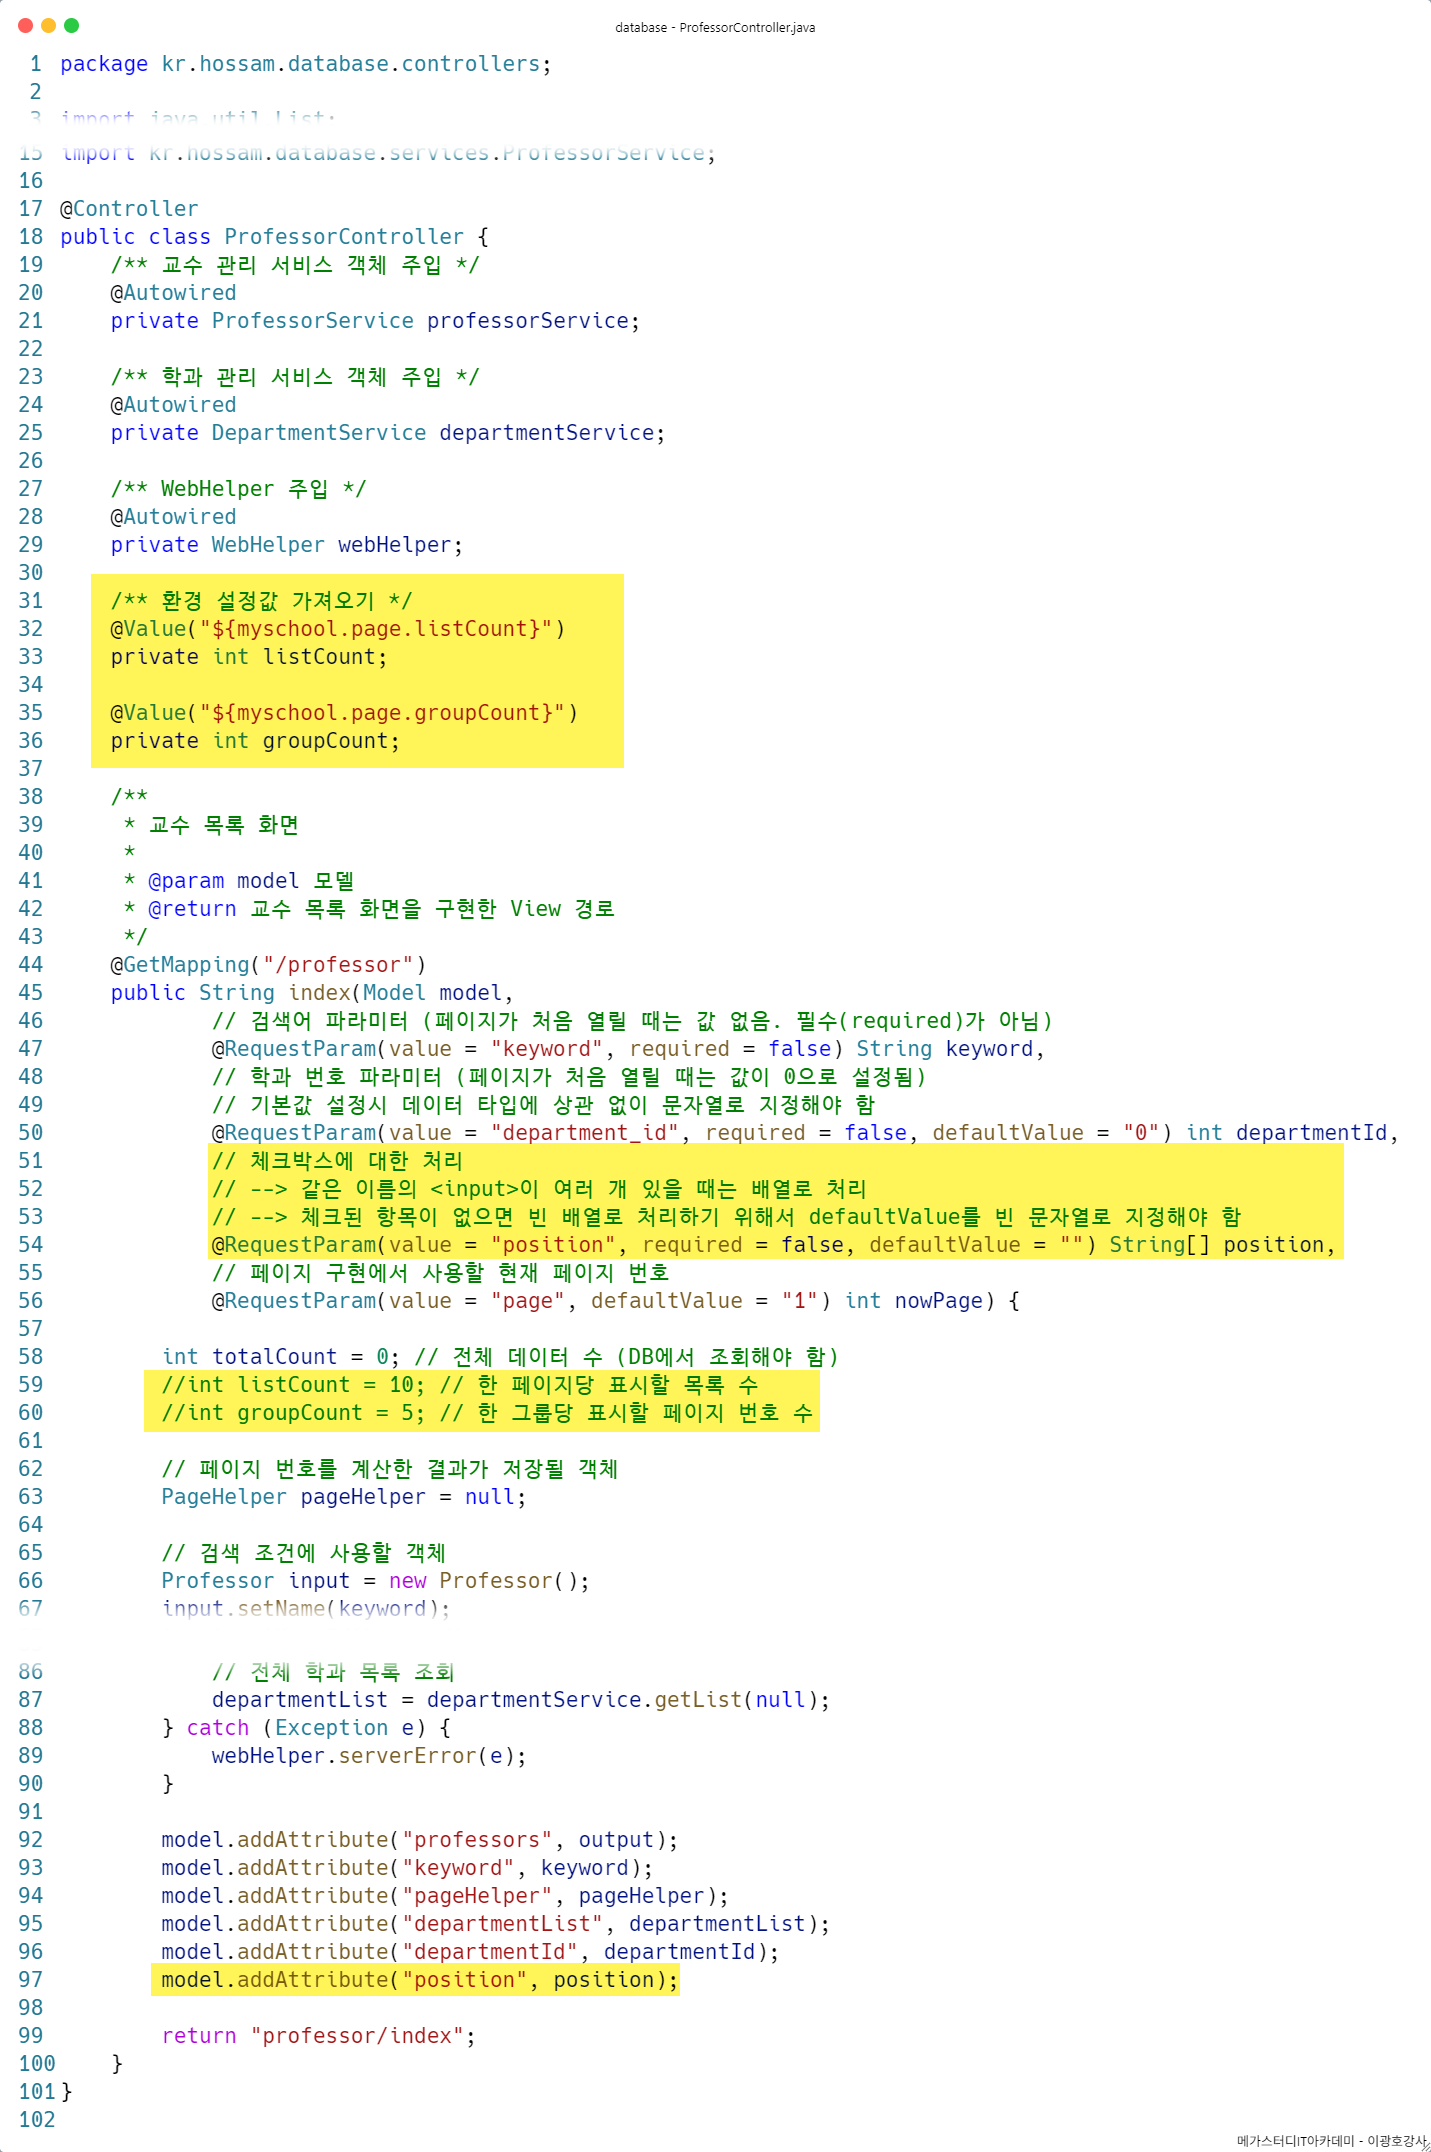 database - ProfessorController.java
1 package kr.hossam.database.controllers;
2
3 import java.util.List;
15 import kr.hossam.database.services.ProfessorService;
16
17 @Controller
18 public class ProfessorController {
19     /** 교수 관리 서비스 객체 주입 */
20     @Autowired
21     private ProfessorService professorService;
22
23     /** 학과 관리 서비스 객체 주입 */
24     @Autowired
25     private DepartmentService departmentService;
26
27     /** WebHelper 주입 */
28     @Autowired
29     private WebHelper webHelper;
30
31     /** 환경 설정값 가져오기 */
32     @Value("${myschool.page.listCount}")
33     private int listCount;
34
35     @Value("${myschool.page.groupCount}")
36     private int groupCount;
37
38     /**
39      * 교수 목록 화면
40      *
41      * @param model 모델
42      * @return 교수 목록 화면을 구현한 View 경로
43      */
44     @GetMapping("/professor")
45     public String index(Model model,
46             // 검색어 파라미터 (페이지가 처음 열릴 때는 값 없음. 필수(required)가 아님)
47             @RequestParam(value = "keyword", required = false) String keyword,
48             // 학과 번호 파라미터 (페이지가 처음 열릴 때는 값이 0으로 설정됨)
49             // 기본값 설정시 데이터 타입에 상관 없이 문자열로 지정해야 함
50             @RequestParam(value = "department_id", required = false, defaultValue = "0") int departmentId,
51             // 체크박스에 대한 처리
52             // --> 같은 이름의 <input>이 여러 개 있을 때는 배열로 처리
53             // --> 체크된 항목이 없으면 빈 배열로 처리하기 위해서 defaultValue를 빈 문자열로 지정해야 함
54             @RequestParam(value = "position", required = false, defaultValue = "") String[] position,
55             // 페이지 구현에서 사용할 현재 페이지 번호
56             @RequestParam(value = "page", defaultValue = "1") int nowPage) {
57
58         int totalCount = 0; // 전체 데이터 수 (DB에서 조회해야 함)
59         //int listCount = 10; // 한 페이지당 표시할 목록 수
60         //int groupCount = 5; // 한 그룹당 표시할 페이지 번호 수
61
62         // 페이지 번호를 계산한 결과가 저장될 객체
63         PageHelper pageHelper = null;
64
65         // 검색 조건에 사용할 객체
66         Professor input = new Professor();
67         input.setName(keyword);
86             // 전체 학과 목록 조회
87             departmentList = departmentService.getList(null);
88         } catch (Exception e) {
89             webHelper.serverError(e);
90         }
91
92         model.addAttribute("professors", output);
93         model.addAttribute("keyword", keyword);
94         model.addAttribute("pageHelper", pageHelper);
95         model.addAttribute("departmentList", departmentList);
96         model.addAttribute("departmentId", departmentId);
97         model.addAttribute("position", position);
98
99         return "professor/index";
100     }
101 }
102
메가스터디IT아카데미 - 이광호강사